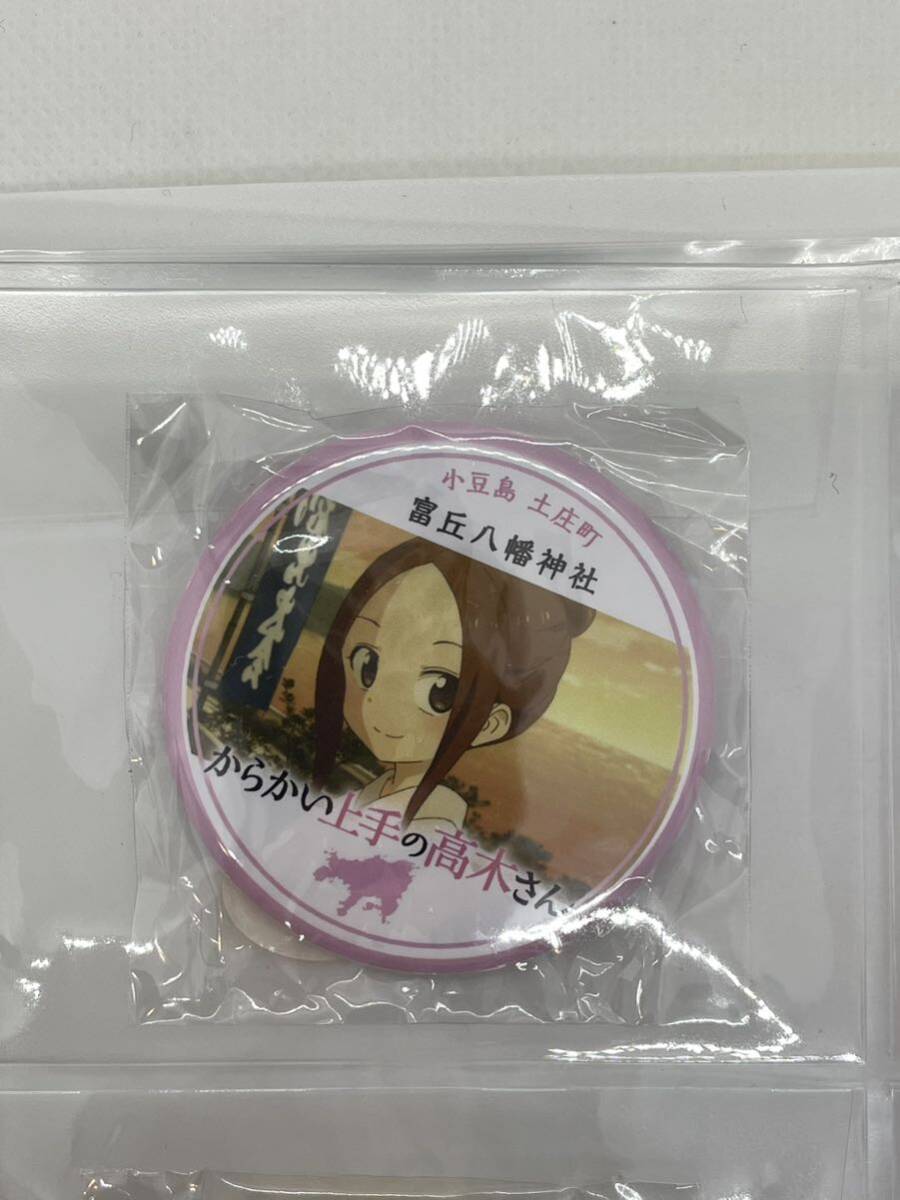 小豆島 土庄町
富丘八幡神社
からかい上手の高木さん